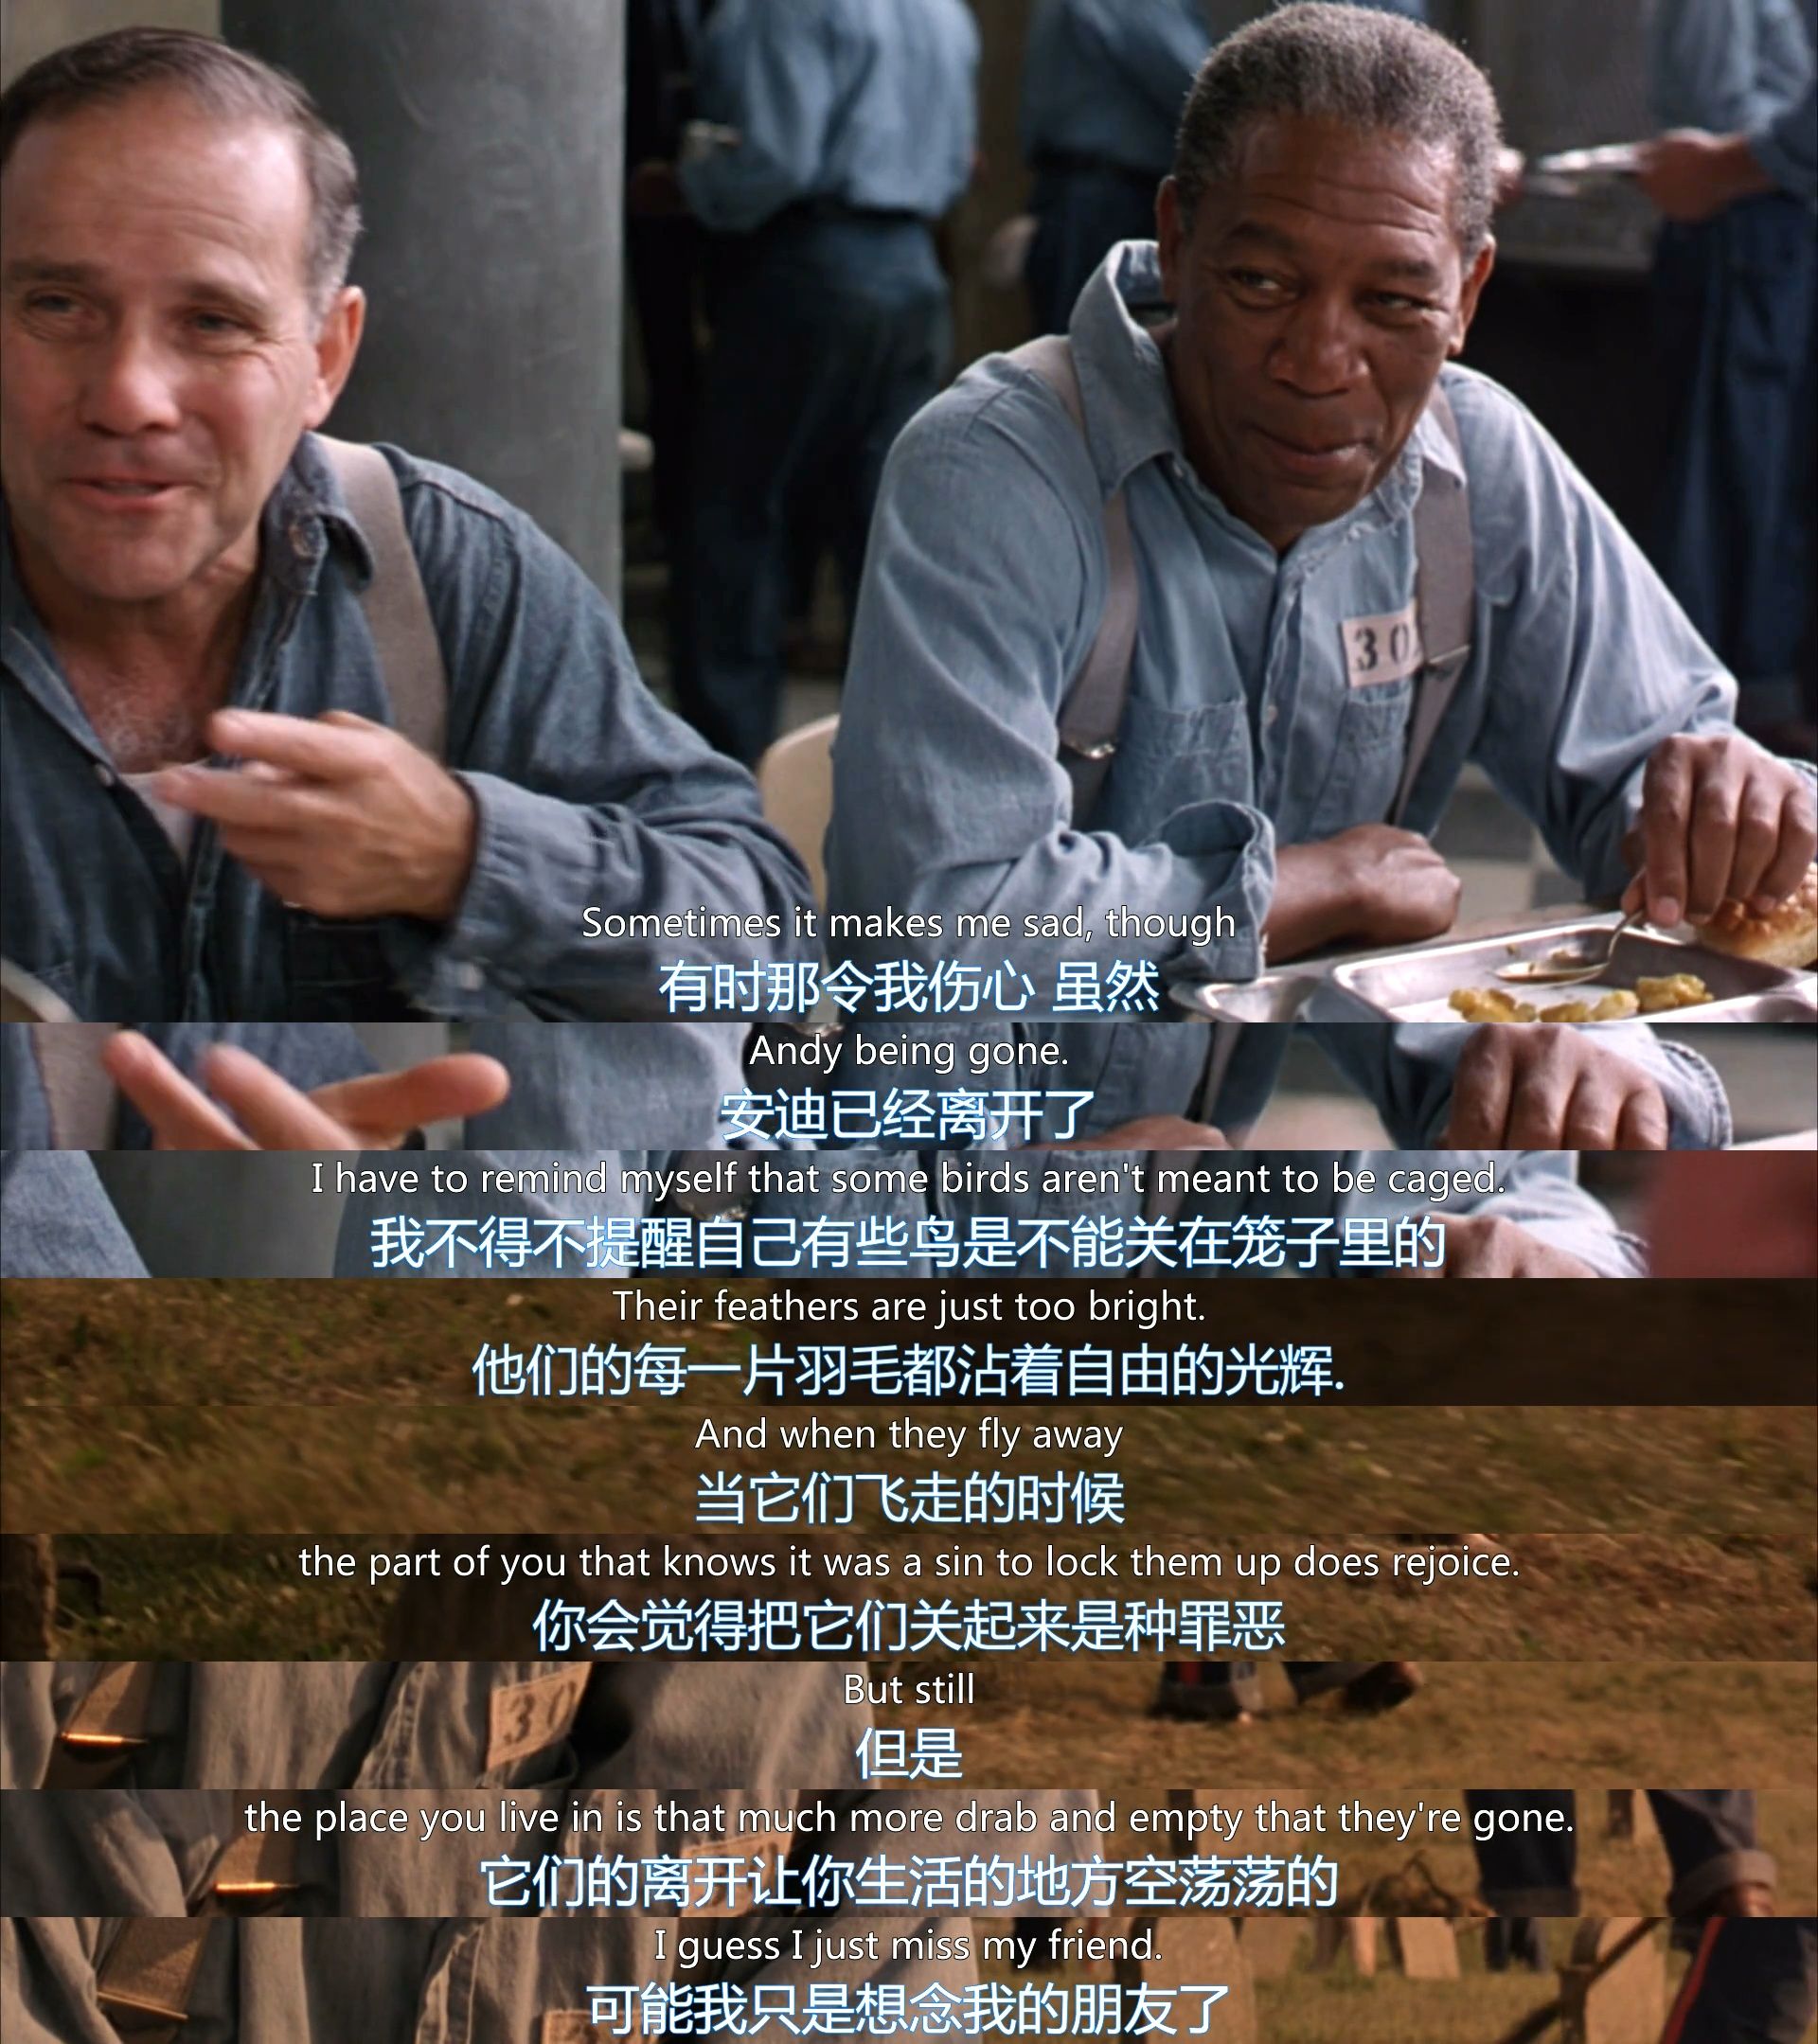 30
Sometimes it makes me sad, though
有时那令我伤心 虽然
Andy being gone.
安迪已经离开了
I have to remind myself that some birds aren't meant to be caged.
我不得不提醒自己有些鸟是不能关在笼子里的
Their feathers are just too bright.
他们的每一片羽毛都沾着自由的光辉.
And when they fly away
当它们飞走的时候
the part of you that knows it was a sin to lock them up does rejoice.
你会觉得把它们关起来是种罪恶
30
But still
但是
the place you live in is that much more drab and empty that they're gone.
它们的离开让你生活的地方空荡荡的
I guess I just miss my friend.
可能我只是想念我的朋友了